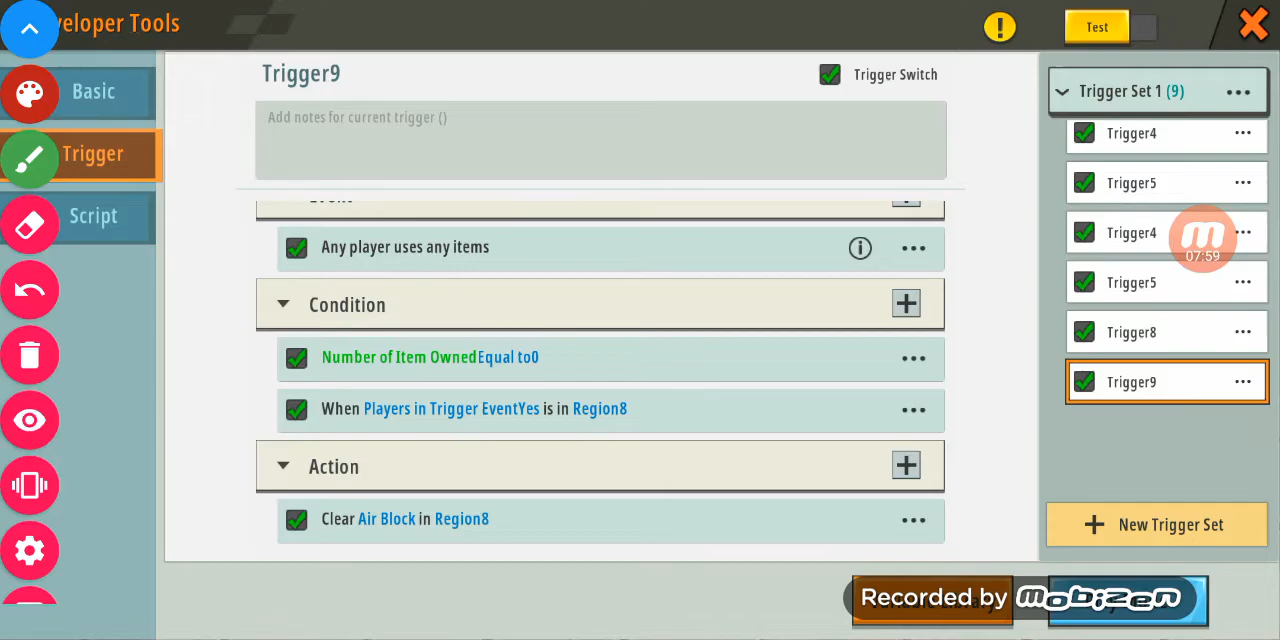 veloper Tools
Test
Basic
Trigger
Script
Trigger9
Trigger Switch
Add notes for current trigger ()
Event
Any player uses any items
Condition
Number of Item OwnedEqual to0
When Players in Trigger EventYes is in Region8
Action
Clear Air Block in Region8
Trigger Set 1 (9)
Trigger4
Trigger5
Trigger4
07:59
Trigger5
Trigger8
Trigger9
New Trigger Set
Recorded by mobizen